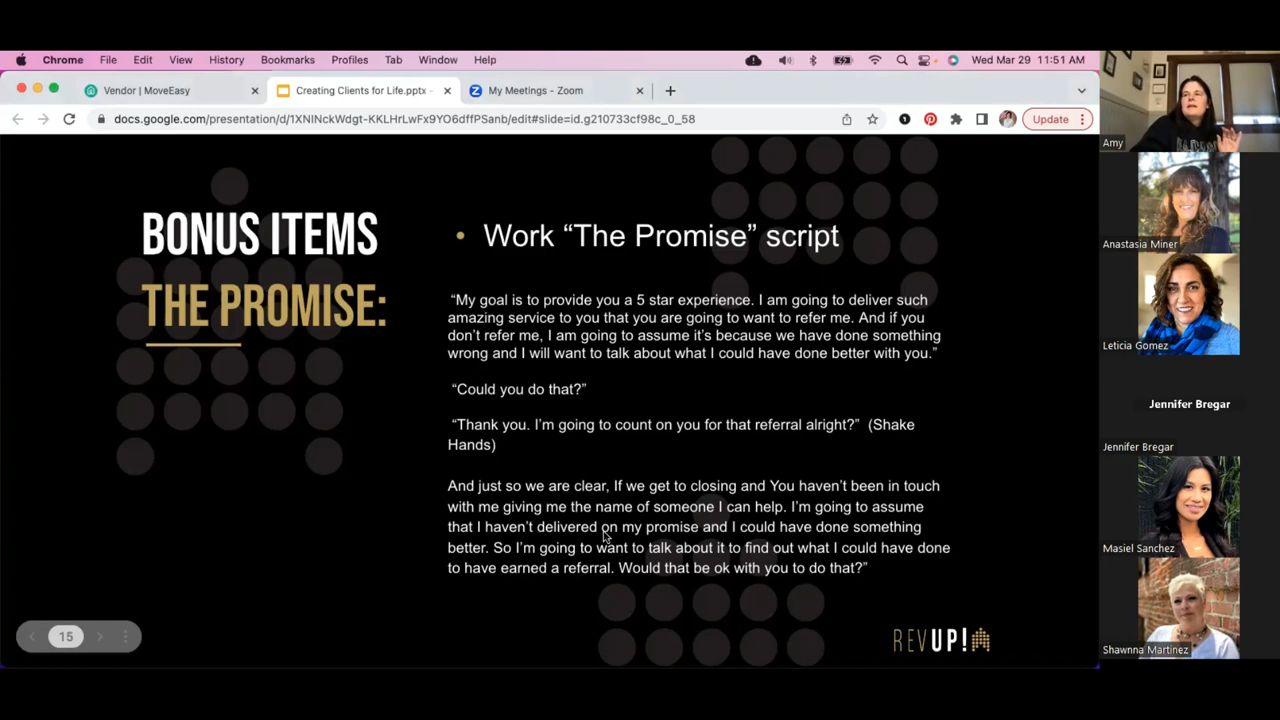 Chrome File Edit View History Bookmarks Profiles Tab Window Help Wed Mar 29 11:51 AM
Vendor | MoveEasy Creating Clients for Life.pptx - My Meetings - Zoom
docs.google.com/presentation/d/1XNINckWdgt-KKLHrLwFx9YO6dffPSanb/edit#slide=id.g210733cf98c_0_58 Update
BONUS ITEMS
THE PROMISE:
• Work “The Promise” script
“My goal is to provide you a 5 star experience. I am going to deliver such
amazing service to you that you are going to want to refer me. And if you
don’t refer me, I am going to assume it’s because we have done something
wrong and I will want to talk about what I could have done better with you.”
“Could you do that?”
“Thank you. I’m going to count on you for that referral alright?” (Shake
Hands)
And just so we are clear, If we get to closing and You haven’t been in touch
with me giving me the name of someone I can help. I’m going to assume
that I haven’t delivered on my promise and I could have done something
better. So I’m going to want to talk about it to find out what I could have done
to have earned a referral. Would that be ok with you to do that?”
15
REVUP!
Amy
Anastasia Miner
Leticia Gomez
Jennifer Bregar
Jennifer Bregar
Masiel Sanchez
Shawnna Martinez